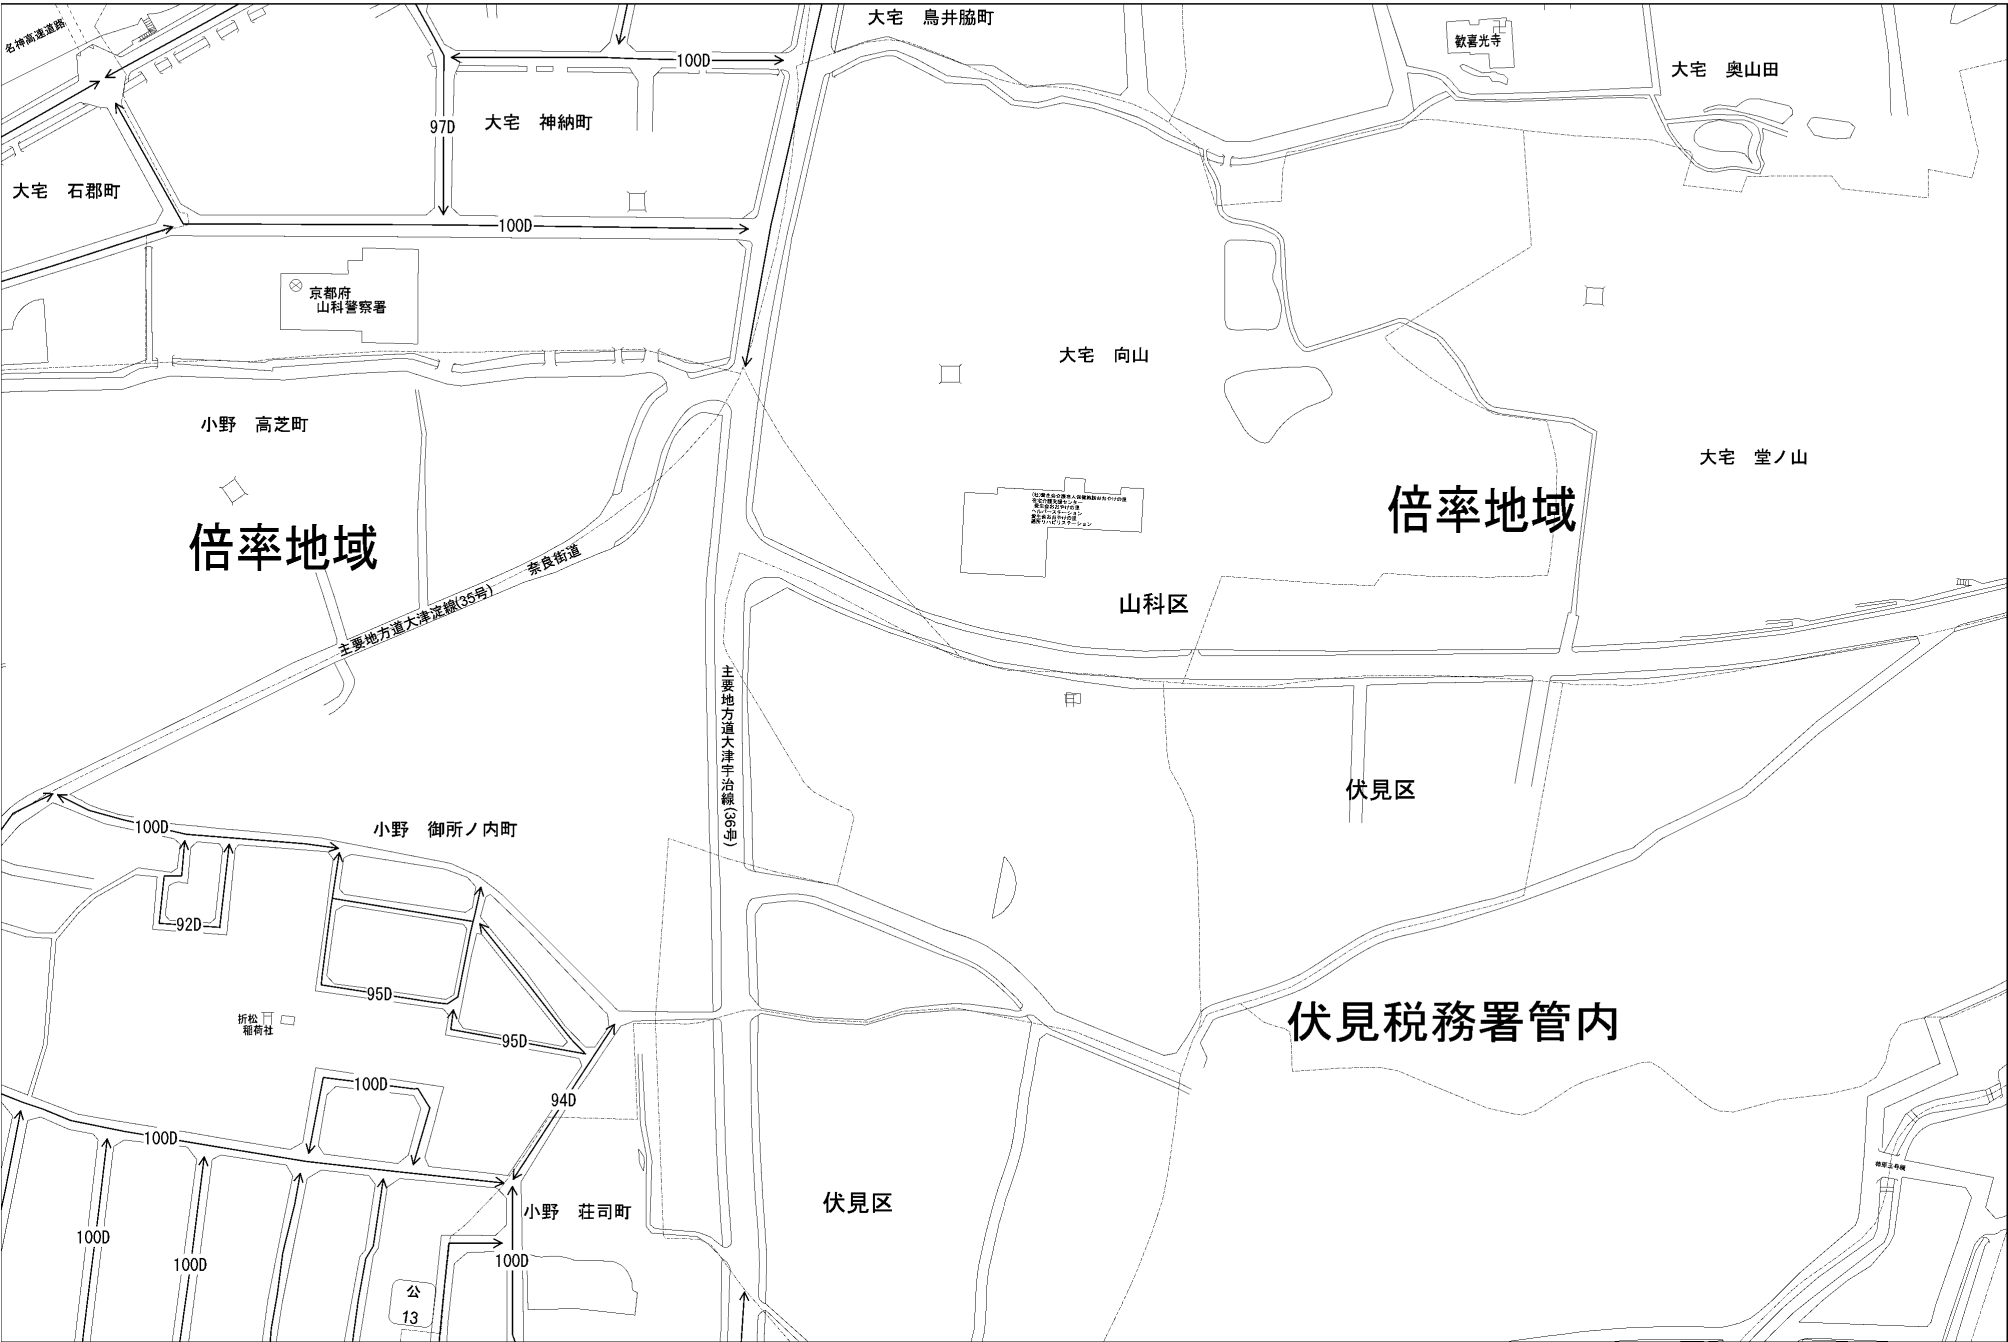 名神高速道路
大宅　鳥井脇町
歓喜光寺
大宅　奥山田
100D
97D
大宅　神納町
大宅　石郡町
100D
京都府
山科警察署
大宅　向山
小野　高芝町
大宅　堂ノ山
倍率地域
倍率地域
奈良街道
主要地方道大津淀線(35号)
山科区
主要地方道大津宇治線(36号)
伏見区
100D
小野　御所ノ内町
92D
95D
折松
稲荷社
伏見税務署管内
95D
100D
94D
100D
小野　荘司町
伏見区
100D
100D
100D
公
13